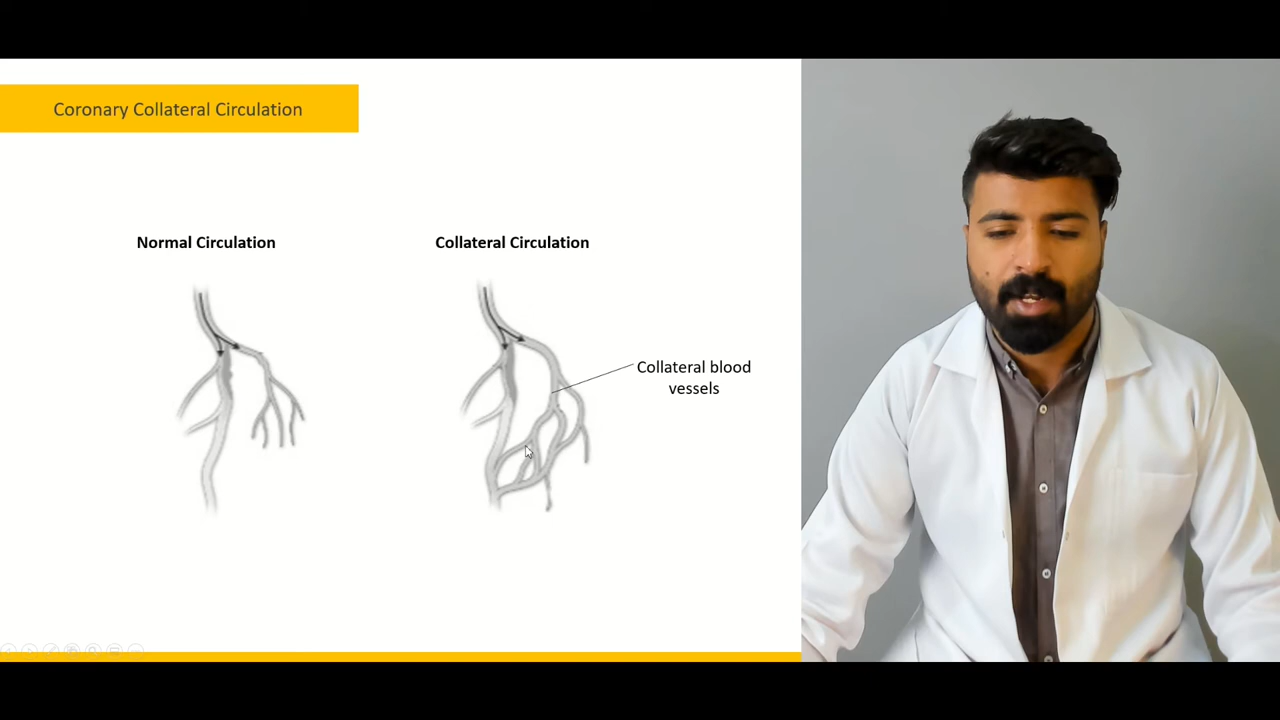 Coronary Collateral Circulation
Normal Circulation
Collateral Circulation
Collateral blood
vessels